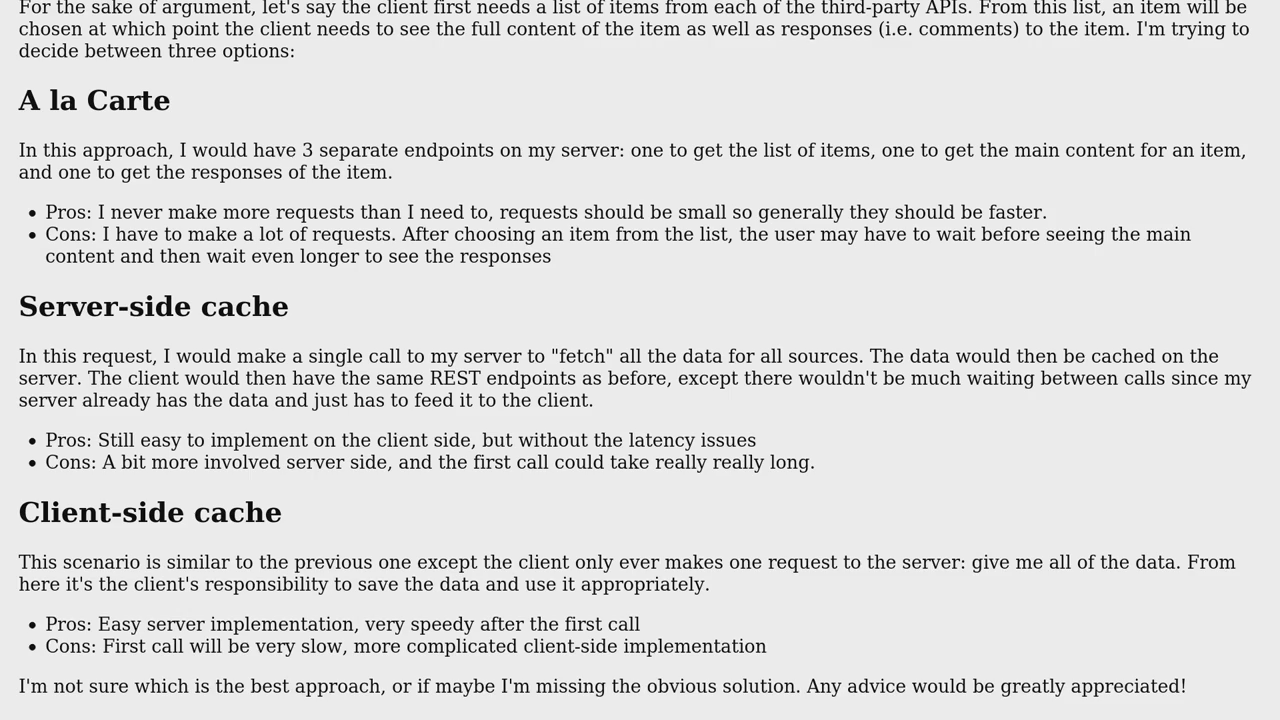 For the sake of argument, let's say the client first needs a list of items from each of the third-party APIs. From this list, an item will be
chosen at which point the client needs to see the full content of the item as well as responses (i.e. comments) to the item. I'm trying to
decide between three options:
A la Carte
In this approach, I would have 3 separate endpoints on my server: one to get the list of items, one to get the main content for an item,
and one to get the responses of the item.
• Pros: I never make more requests than I need to, requests should be small so generally they should be faster.
• Cons: I have to make a lot of requests. After choosing an item from the list, the user may have to wait before seeing the main
content and then wait even longer to see the responses
Server-side cache
In this request, I would make a single call to my server to "fetch" all the data for all sources. The data would then be cached on the
server. The client would then have the same REST endpoints as before, except there wouldn't be much waiting between calls since my
server already has the data and just has to feed it to the client.
• Pros: Still easy to implement on the client side, but without the latency issues
• Cons: A bit more involved server side, and the first call could take really really long.
Client-side cache
This scenario is similar to the previous one except the client only ever makes one request to the server: give me all of the data. From
here it's the client's responsibility to save the data and use it appropriately.
• Pros: Easy server implementation, very speedy after the first call
• Cons: First call will be very slow, more complicated client-side implementation
I'm not sure which is the best approach, or if maybe I'm missing the obvious solution. Any advice would be greatly appreciated!